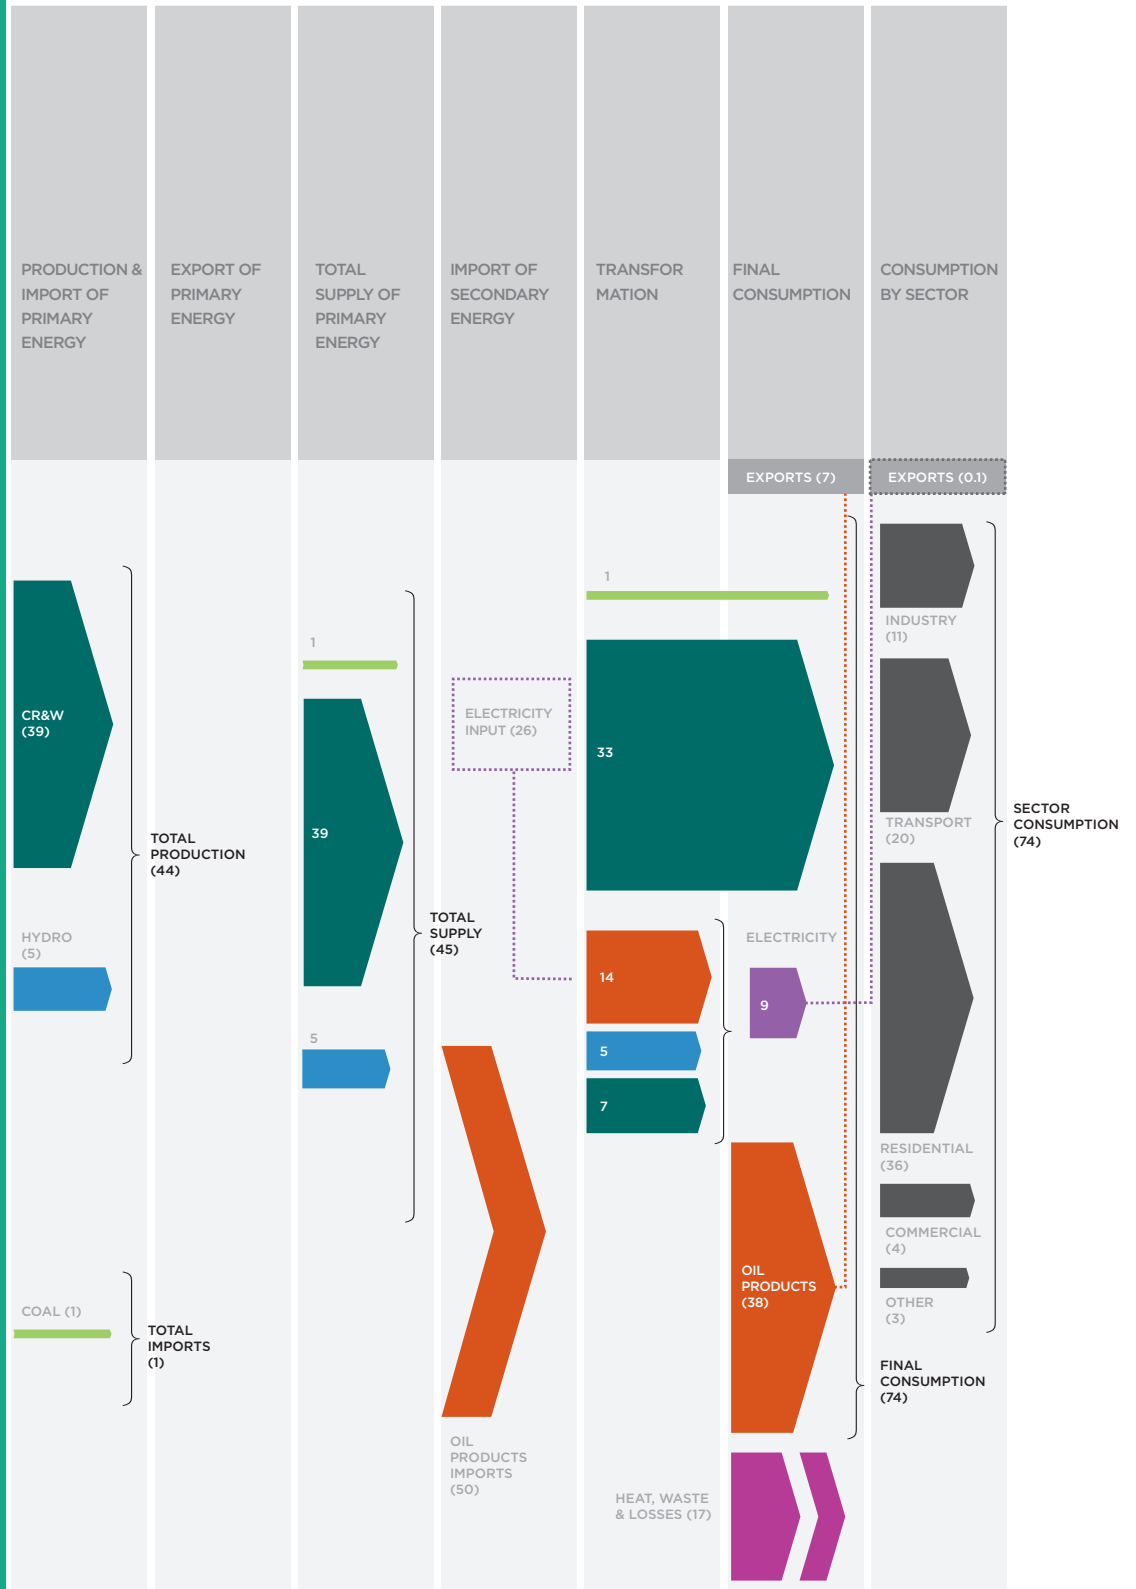 PRODUCTION &
IMPORT OF
PRIMARY
ENERGY
EXPORT OF
PRIMARY
ENERGY
TOTAL
SUPPLY OF
PRIMARY
ENERGY
IMPORT OF
SECONDARY
ENERGY
TRANSFOR
MATION
FINAL
CONSUMPTION
CONSUMPTION
BY SECTOR
EXPORTS (7)
EXPORTS (0.1)
CR&W
(39)
TOTAL
PRODUCTION
(44)
HYDRO
(5)
COAL (1)
TOTAL
IMPORTS
(1)
1
39
5
TOTAL
SUPPLY
(45)
ELECTRICITY
INPUT (26)
OIL
PRODUCTS
IMPORTS
(50)
1
33
14
5
7
ELECTRICITY
9
OIL
PRODUCTS
(38)
HEAT, WASTE
& LOSSES (17)
INDUSTRY
(11)
TRANSPORT
(20)
RESIDENTIAL
(36)
COMMERCIAL
(4)
OTHER
(3)
SECTOR
CONSUMPTION
(74)
FINAL
CONSUMPTION
(74)